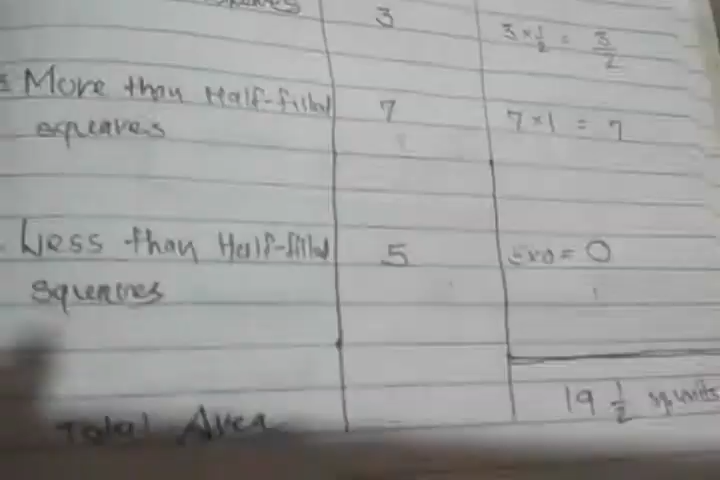 3 3 × 1/2 = 3/2
More than Half-filled 7 7 × 1 = 7
squares
Less than Half-filled 5 5×0 = 0
squares
Total Area 19 1/2 sq.units